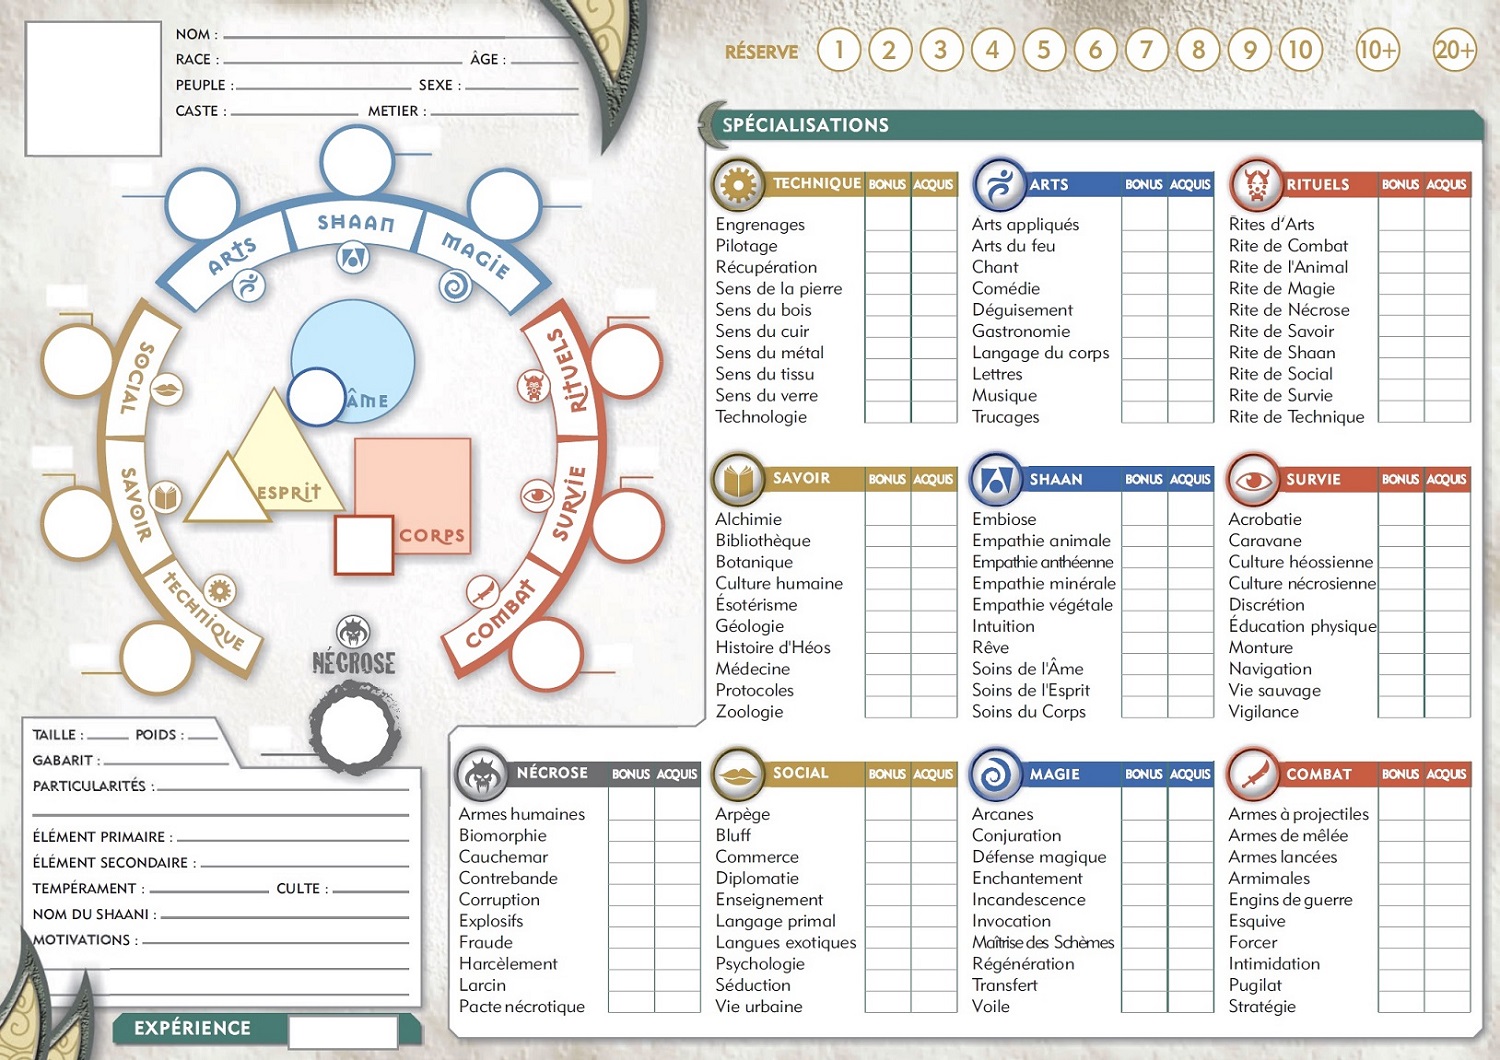 NOM :
RACE : ÂGE :
PEUPLE : SEXE :
CASTE : METIER :
RÉSERVE 1 2 3 4 5 6 7 8 9 10 10+ 20+
ARTS
SHAAN
MAGIE
SOCIAL
SAVOIR
TECHNIQUE
RITUELS
SURVIE
COMBAT
ÂME
ESPRIT
CORPS
NÉCROSE
TAILLE : POIDS :
GABARIT :
PARTICULARITÉS :
ÉLÉMENT PRIMAIRE :
ÉLÉMENT SECONDAIRE :
TEMPÉRAMENT : CULTE :
NOM DU SHAANI :
MOTIVATIONS :
EXPÉRIENCE
SPÉCIALISATIONS
TECHNIQUE BONUS ACQUIS
Engrenages
Pilotage
Récupération
Sens de la pierre
Sens du bois
Sens du cuir
Sens du métal
Sens du tissu
Sens du verre
Technologie
ARTS BONUS ACQUIS
Arts appliqués
Arts du feu
Chant
Comédie
Déguisement
Gastronomie
Langage du corps
Lettres
Musique
Trucages
RITUELS BONUS ACQUIS
Rites d'Arts
Rite de Combat
Rite de l'Animal
Rite de Magie
Rite de Nécrose
Rite de Savoir
Rite de Shaan
Rite de Social
Rite de Survie
Rite de Technique
SAVOIR BONUS ACQUIS
Alchimie
Bibliothèque
Botanique
Culture humaine
Ésotérisme
Géologie
Histoire d'Héos
Médecine
Protocoles
Zoologie
SHAAN BONUS ACQUIS
Embiose
Empathie animale
Empathie anthéenne
Empathie minérale
Empathie végétale
Intuition
Rêve
Soins de l'Âme
Soins de l'Esprit
Soins du Corps
SURVIE BONUS ACQUIS
Acrobatie
Caravane
Culture héossienne
Culture nécrosienne
Discrétion
Éducation physique
Monture
Navigation
Vie sauvage
Vigilance
NÉCROSE BONUS ACQUIS
Armes humaines
Biomorphie
Cauchemar
Contrebande
Corruption
Explosifs
Fraude
Harcèlement
Larcin
Pacte nécrotique
SOCIAL BONUS ACQUIS
Arpège
Bluff
Commerce
Diplomatie
Enseignement
Langage primal
Langues exotiques
Psychologie
Séduction
Vie urbaine
MAGIE BONUS ACQUIS
Arcanes
Conjuration
Défense magique
Enchantement
Incandescence
Invocation
Maîtrise des Schèmes
Régénération
Transfert
Voile
COMBAT BONUS ACQUIS
Armes à projectiles
Armes de mêlée
Armes lancées
Armimales
Engins de guerre
Esquive
Forcer
Intimidation
Pugilat
Stratégie